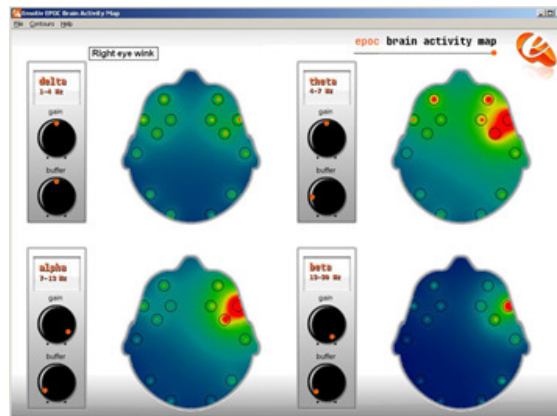 Emotiv EPOC Brain Activity Map
File Contours Help
epoc brain activity map
Right eye wink
delta
1-4 Hz
gain
buffer
theta
4-7 Hz
gain
buffer
alpha
7-13 Hz
gain
buffer
beta
13-30 Hz
gain
buffer